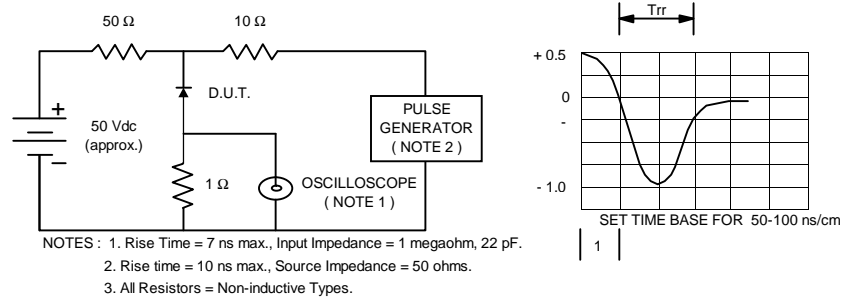 50 Ω
10 Ω
Trr
+ 0.5
0
-
- 1.0
+
50 Vdc
(approx.)
−
D.U.T.
1 Ω
OSCILLOSCOPE
( NOTE 1 )
PULSE
GENERATOR
( NOTE 2 )
SET TIME BASE FOR 50-100 ns/cm
1
NOTES : 1. Rise Time = 7 ns max., Input Impedance = 1 megaohm, 22 pF.
2. Rise time = 10 ns max., Source Impedance = 50 ohms.
3. All Resistors = Non-inductive Types.